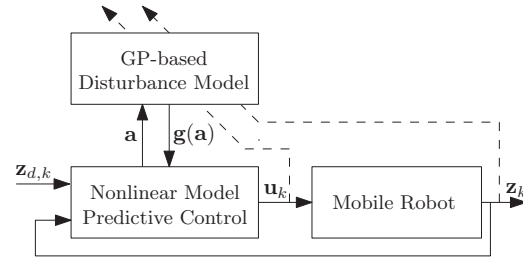 GP-based
Disturbance Model
a
g(a)
z_{d,k}
Nonlinear Model
Predictive Control
u_k
Mobile Robot
z_k